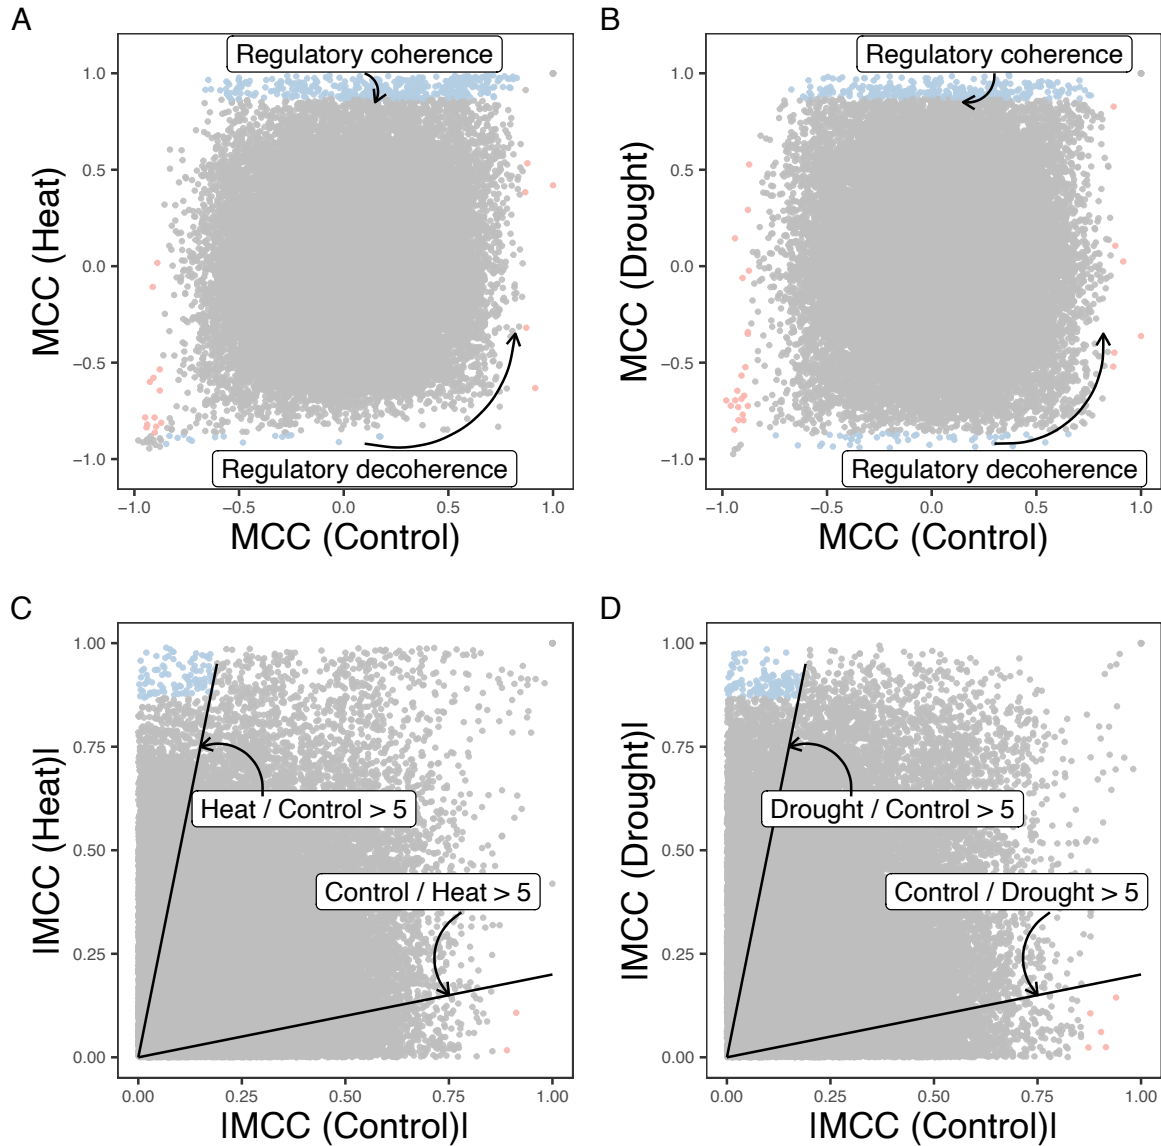 A
Regulatory coherence
1.0
0.5
0.0
−0.5
−1.0
MCC (Heat)
Regulatory decoherence
−1.0
−0.5
0.0
0.5
1.0
MCC (Control)
B
Regulatory coherence
1.0
0.5
0.0
−0.5
−1.0
MCC (Drought)
Regulatory decoherence
−1.0
−0.5
0.0
0.5
1.0
MCC (Control)
C
1.00
0.75
0.50
0.25
0.00
|MCC (Heat)|
Heat / Control > 5
Control / Heat > 5
0.00
0.25
0.50
0.75
1.00
|MCC (Control)|
D
1.00
0.75
0.50
0.25
0.00
|MCC (Drought)|
Drought / Control > 5
Control / Drought > 5
0.00
0.25
0.50
0.75
1.00
|MCC (Control)|